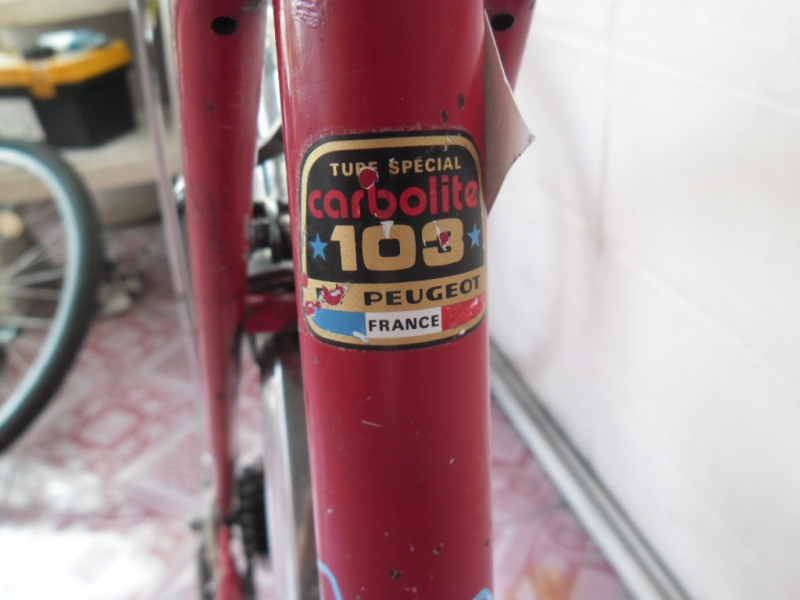 TUBE SPÉCIAL
carbolite
103
PEUGEOT
FRANCE